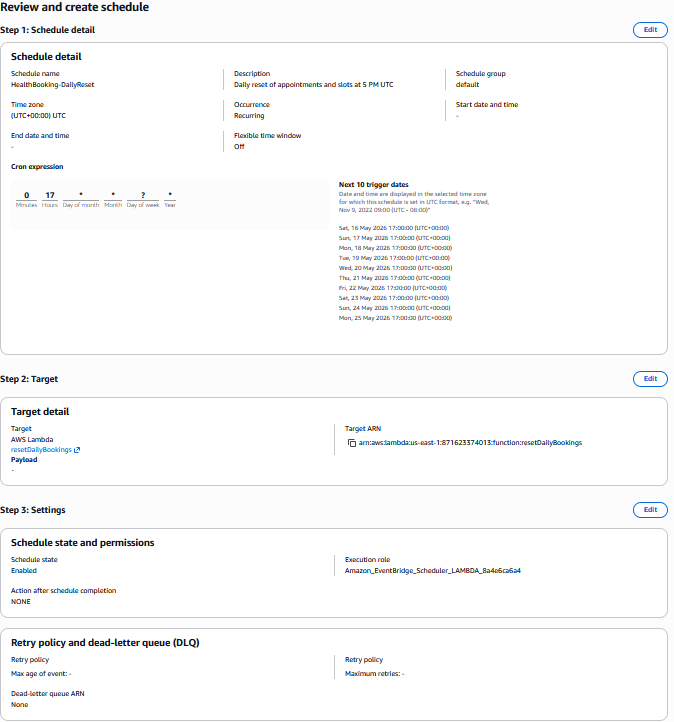 Review and create schedule
Step 1: Schedule detail
Edit
Schedule detail
Schedule name
HealthBooking-DailyReset
Description
Daily reset of appointments and slots at 5 PM UTC
Schedule group
default
Time zone
(UTC+00:00) UTC
Occurrence
Recurring
Start date and time
-
End date and time
-
Flexible time window
Off
Cron expression
0 17 * * ? *
Minutes Hours Day of month Month Day of week Year
Next 10 trigger dates
Date and time are displayed in the selected time zone
for which this schedule is set in UTC format, e.g. "Wed,
Nov 9, 2022 09:00 (UTC - 08:00)"
Sat, 16 May 2026 17:00:00 (UTC+00:00)
Sun, 17 May 2026 17:00:00 (UTC+00:00)
Mon, 18 May 2026 17:00:00 (UTC+00:00)
Tue, 19 May 2026 17:00:00 (UTC+00:00)
Wed, 20 May 2026 17:00:00 (UTC+00:00)
Thu, 21 May 2026 17:00:00 (UTC+00:00)
Fri, 22 May 2026 17:00:00 (UTC+00:00)
Sat, 23 May 2026 17:00:00 (UTC+00:00)
Sun, 24 May 2026 17:00:00 (UTC+00:00)
Mon, 25 May 2026 17:00:00 (UTC+00:00)
Step 2: Target
Edit
Target detail
Target
AWS Lambda
resetDailyBookings
Payload
-
Target ARN
arn:aws:lambda:us-east-1:871623374013:function:resetDailyBookings
Step 3: Settings
Edit
Schedule state and permissions
Schedule state
Enabled
Execution role
Amazon_EventBridge_Scheduler_LAMBDA_8a4e6ca6a4
Action after schedule completion
NONE
Retry policy and dead-letter queue (DLQ)
Retry policy
Max age of event: -
Retry policy
Maximum retries: -
Dead-letter queue ARN
None